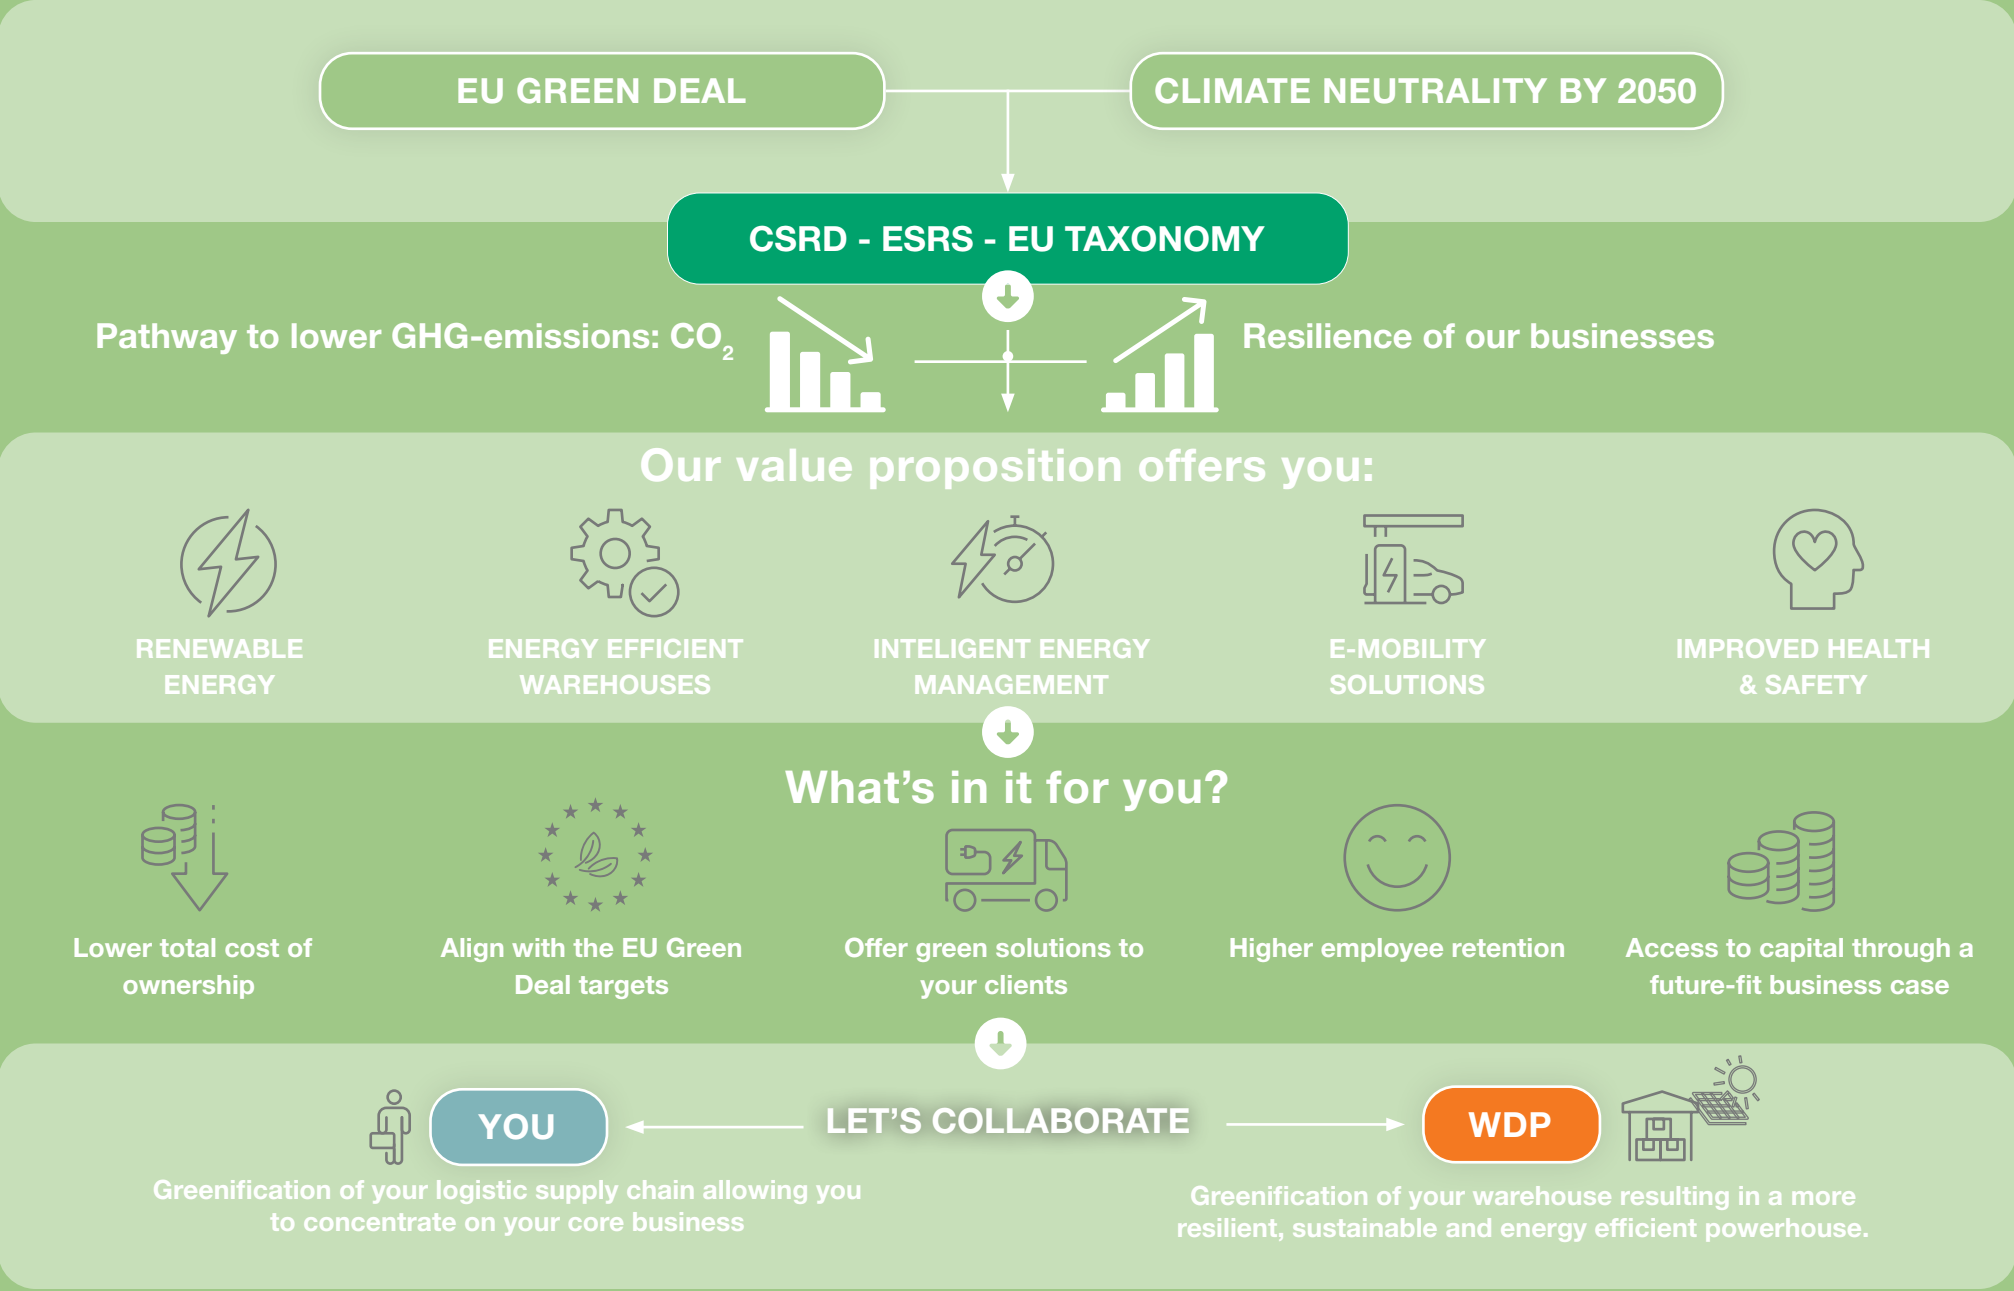 EU GREEN DEAL
CLIMATE NEUTRALITY BY 2050
CSRD - ESRS - EU TAXONOMY
Pathway to lower GHG-emissions: CO₂
Resilience of our businesses
Our value proposition offers you:
RENEWABLE
ENERGY
ENERGY EFFICIENT
WAREHOUSES
INTELIGENT ENERGY
MANAGEMENT
E-MOBILITY
SOLUTIONS
IMPROVED HEALTH
& SAFETY
What's in it for you?
Lower total cost of
ownership
Align with the EU Green
Deal targets
Offer green solutions to
your clients
Higher employee retention
Access to capital through a
future-fit business case
YOU
LET'S COLLABORATE
WDP
Greenification of your logistic supply chain allowing you
to concentrate on your core business
Greenification of your warehouse resulting in a more
resilient, sustainable and energy efficient powerhouse.